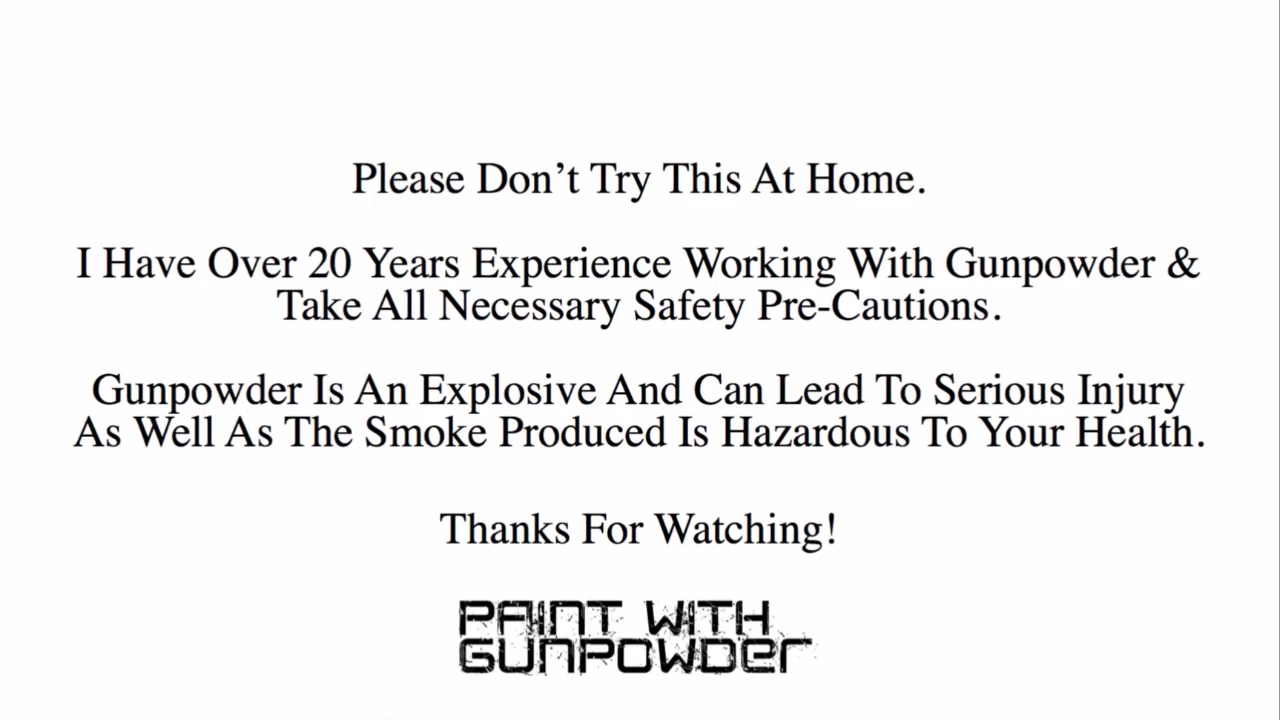 Please Don’t Try This At Home.
I Have Over 20 Years Experience Working With Gunpowder &
Take All Necessary Safety Pre-Cautions.
Gunpowder Is An Explosive And Can Lead To Serious Injury
As Well As The Smoke Produced Is Hazardous To Your Health.
Thanks For Watching!
PAINT WITH
GUNPOWDER